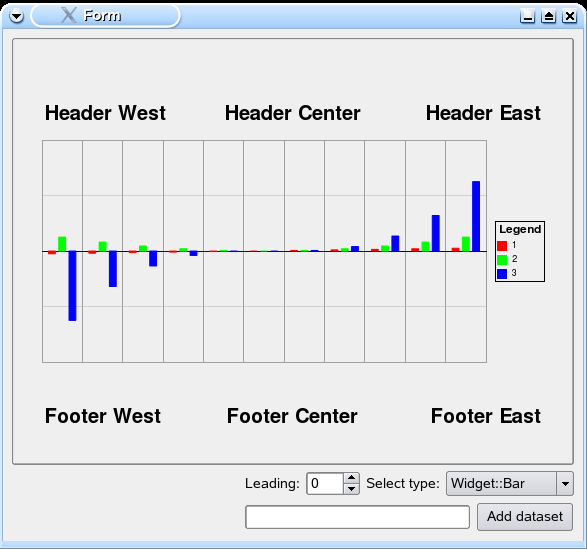 Form
Header West Header Center Header East
Legend
1
2
3
Footer West Footer Center Footer East
Leading: 0 Select type: Widget::Bar
Add dataset